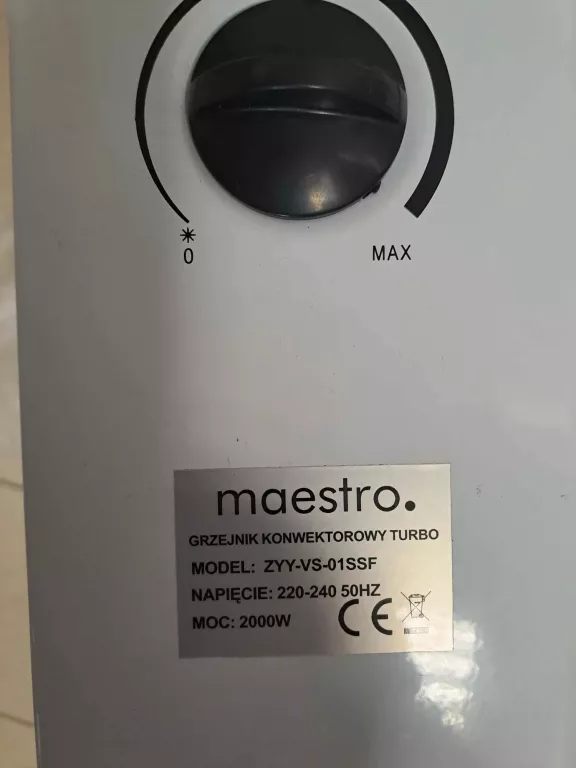 0
MAX
maestro.
GRZEJNIK KONWEKTOROWY TURBO
MODEL: ZYY-VS-01SSF
NAPIĘCIE: 220-240 50HZ
MOC: 2000W
CE